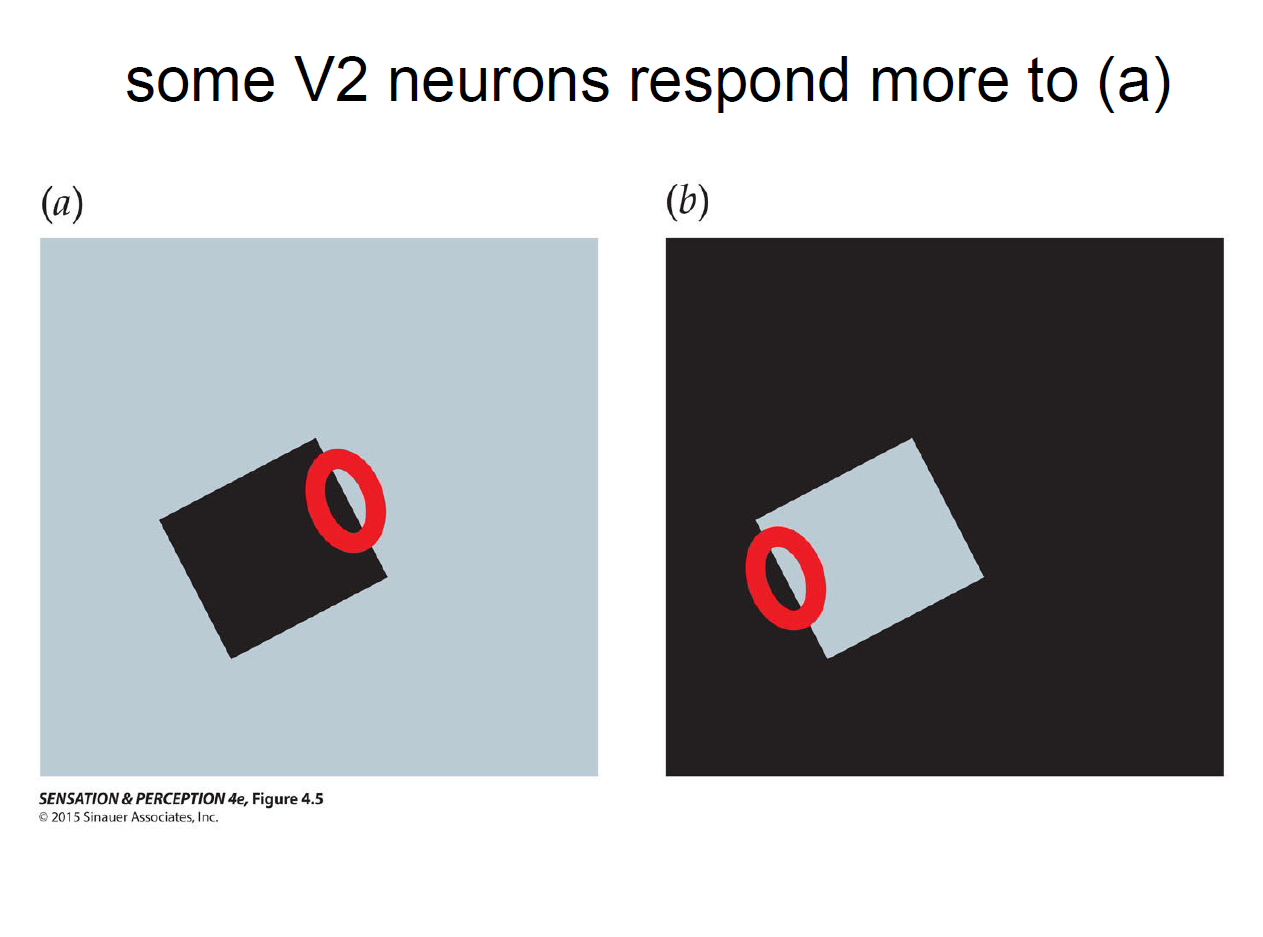 some V2 neurons respond more to (a)
(a)
(b)
SENSATION & PERCEPTION 4e, Figure 4.5
© 2015 Sinauer Associates, Inc.